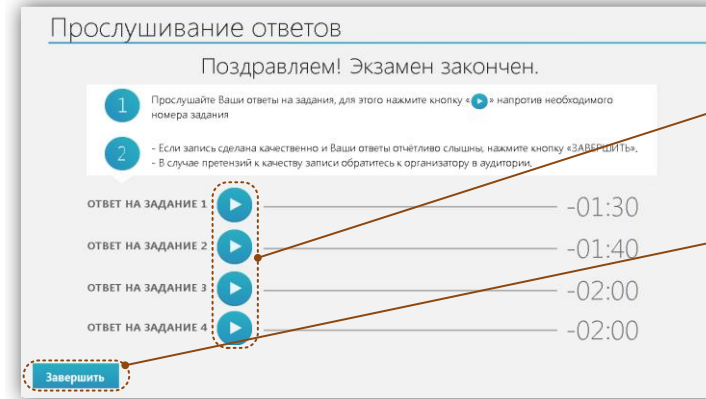 Прослушивание ответов
Поздравляем! Экзамен закончен.
1 Прослушайте Ваши ответы на задания, для этого нажмите кнопку «▶» напротив необходимого
номера задания
2 - Если запись сделана качественно и Ваши ответы отчётливо слышны, нажмите кнопку «ЗАВЕРШИТЬ».
- В случае претензий к качеству записи обратитесь к организатору в аудитории.
ОТВЕТ НА ЗАДАНИЕ 1 -01:30
ОТВЕТ НА ЗАДАНИЕ 2 -01:40
ОТВЕТ НА ЗАДАНИЕ 3 -02:00
ОТВЕТ НА ЗАДАНИЕ 4 -02:00
Завершить